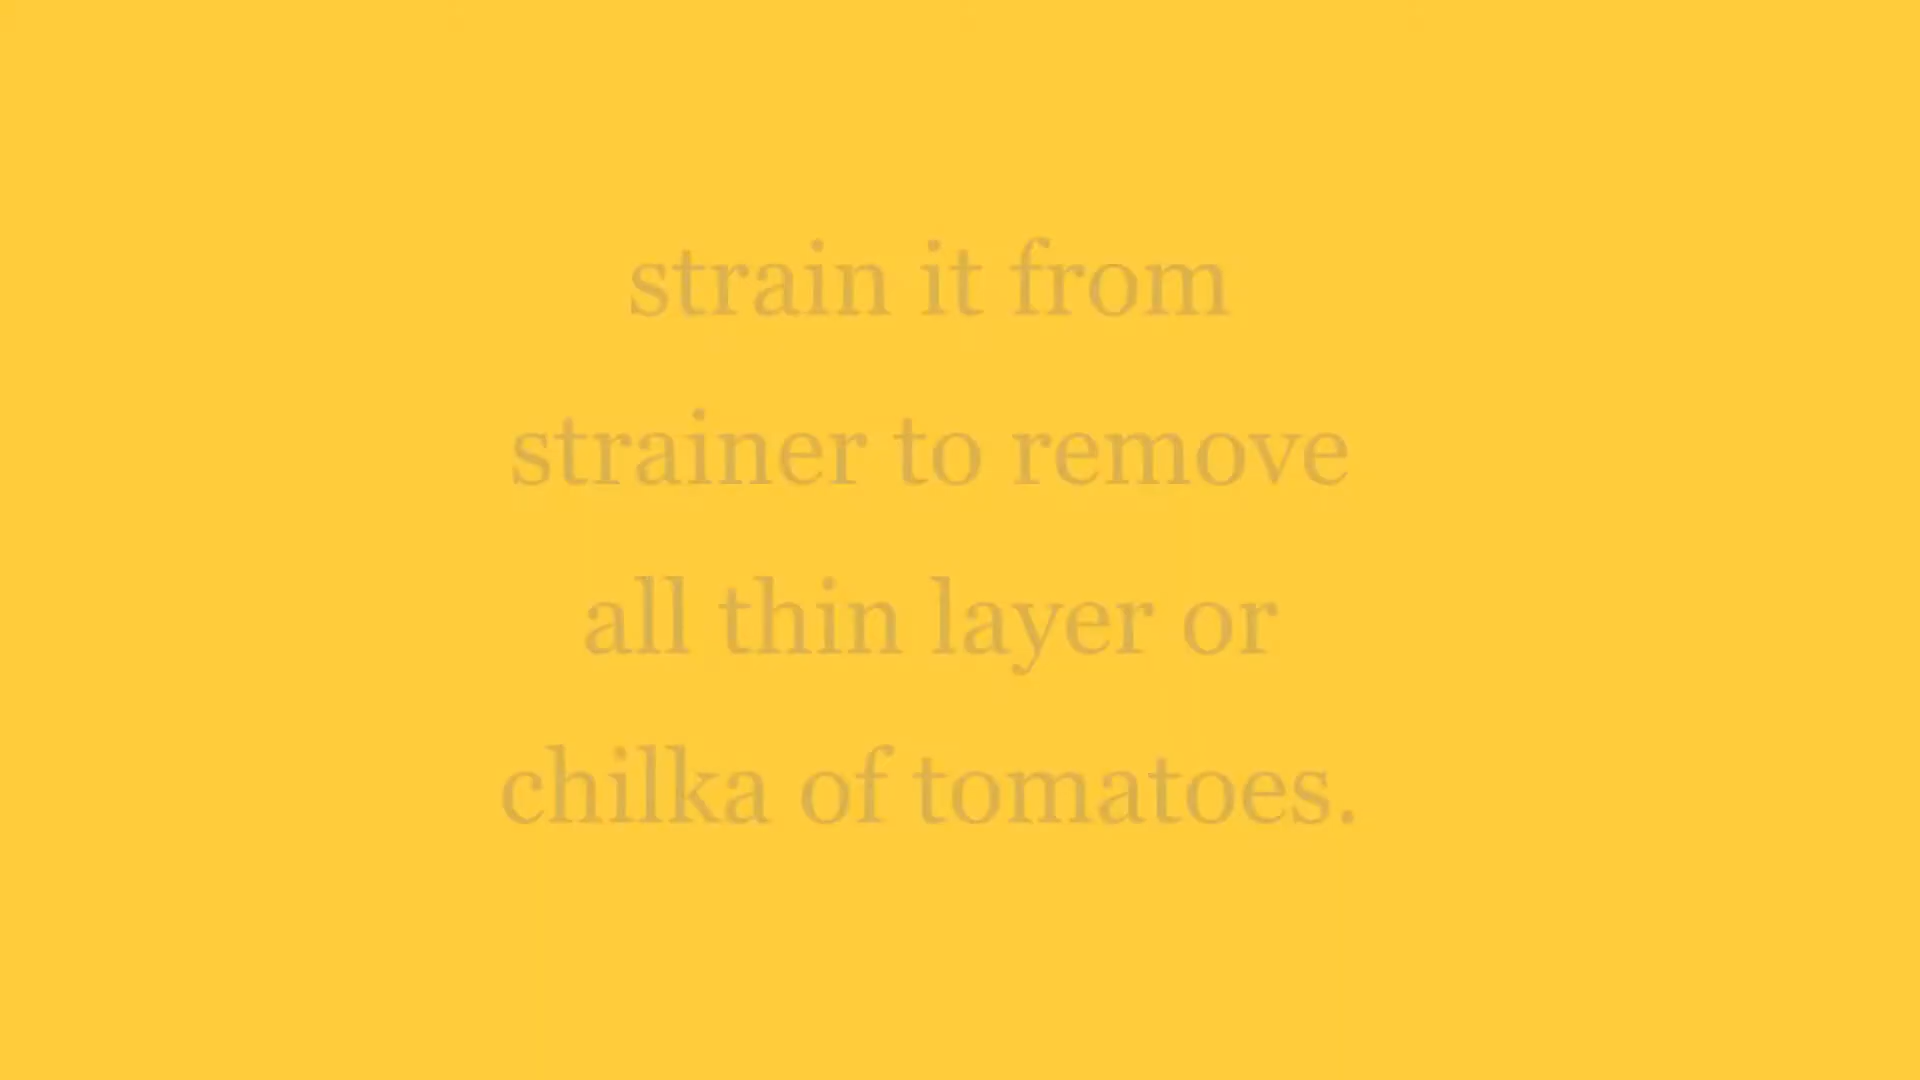 strain it from
strainer to remove
all thin layer or
chilka of tomatoes.